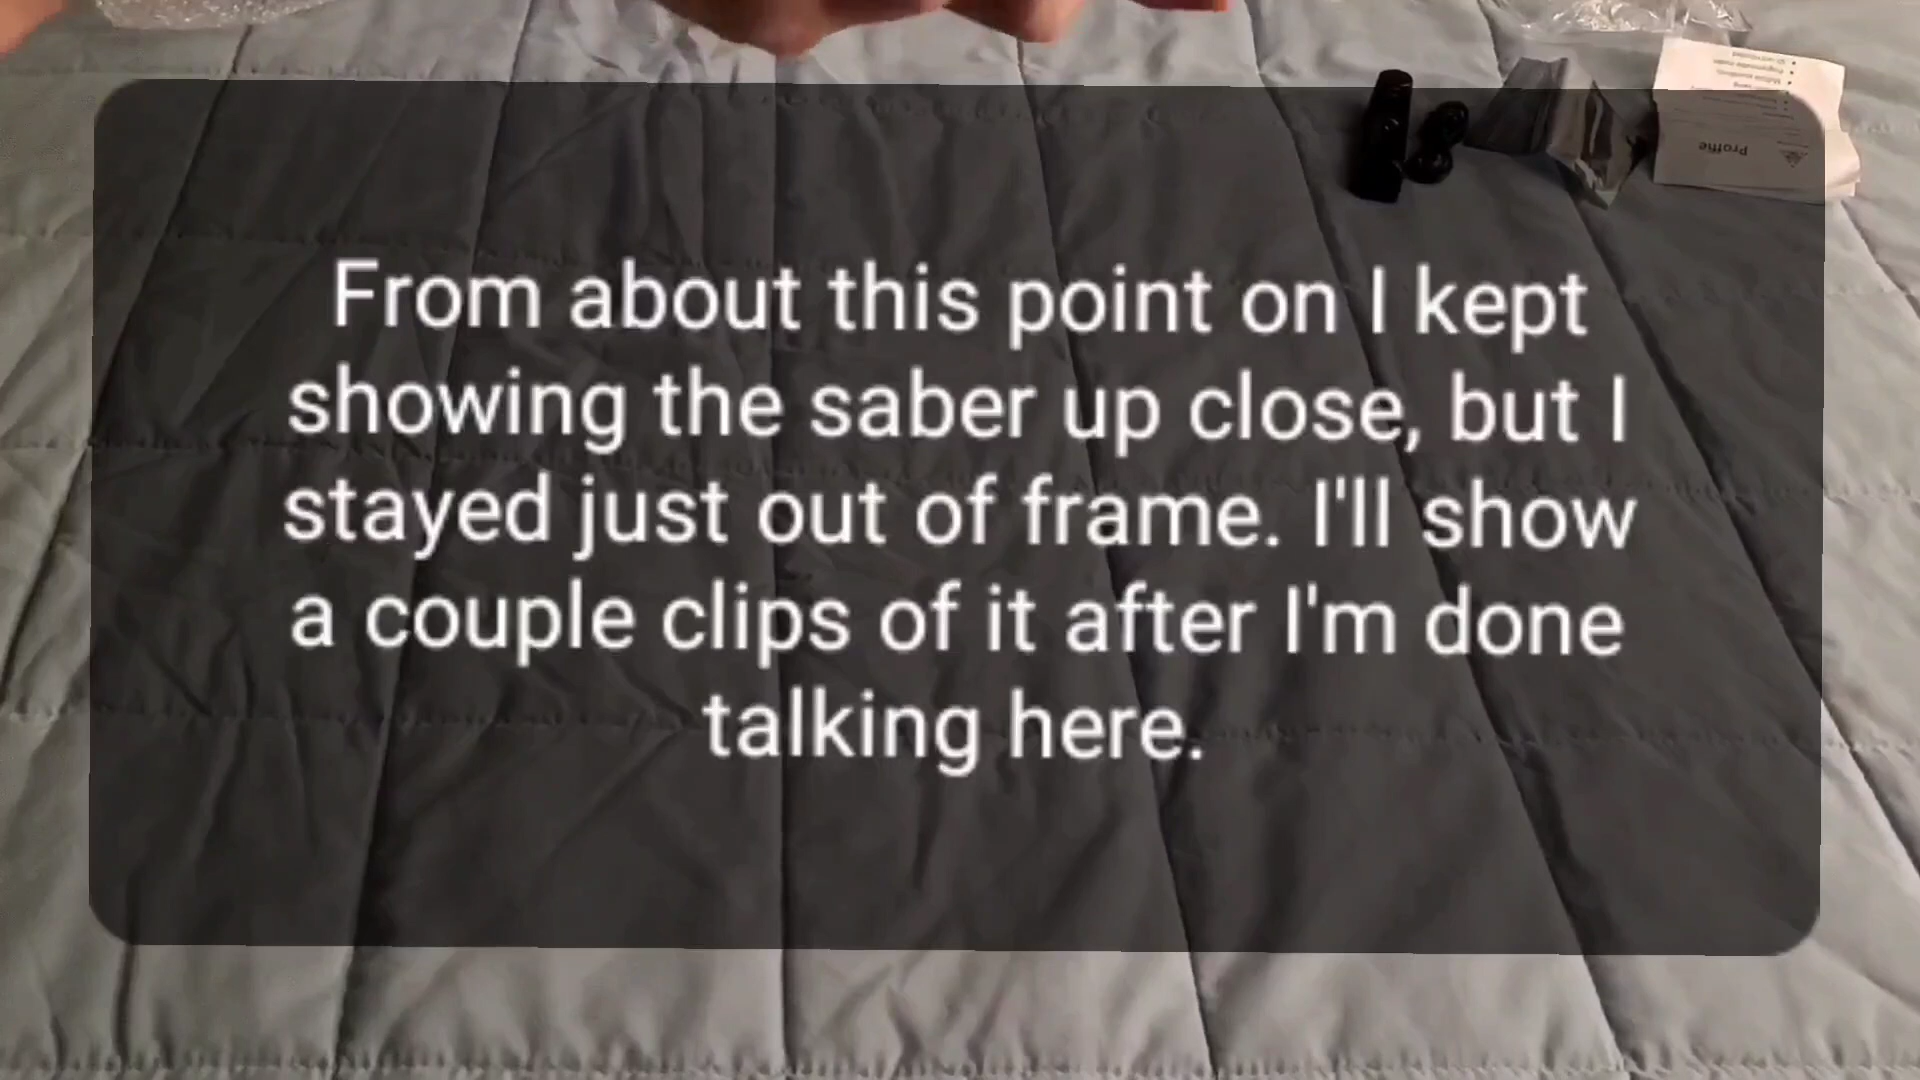 From about this point on I kept
showing the saber up close, but I
stayed just out of frame. I'll show
a couple clips of it after I'm done
talking here.
Proffie